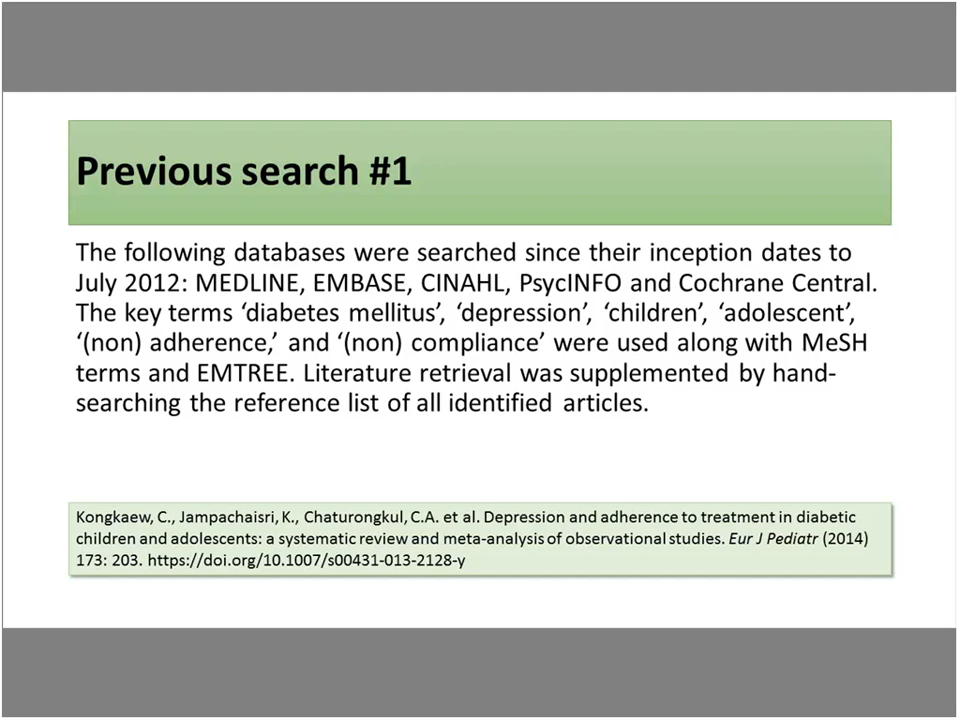 Previous search #1
The following databases were searched since their inception dates to
July 2012: MEDLINE, EMBASE, CINAHL, PsycINFO and Cochrane Central.
The key terms ‘diabetes mellitus’, ‘depression’, ‘children’, ‘adolescent’,
‘(non) adherence,’ and ‘(non) compliance’ were used along with MeSH
terms and EMTREE. Literature retrieval was supplemented by hand-
searching the reference list of all identified articles.
Kongkaew, C., Jampachaisri, K., Chaturongkul, C.A. et al. Depression and adherence to treatment in diabetic
children and adolescents: a systematic review and meta-analysis of observational studies. Eur J Pediatr (2014)
173: 203. https://doi.org/10.1007/s00431-013-2128-y